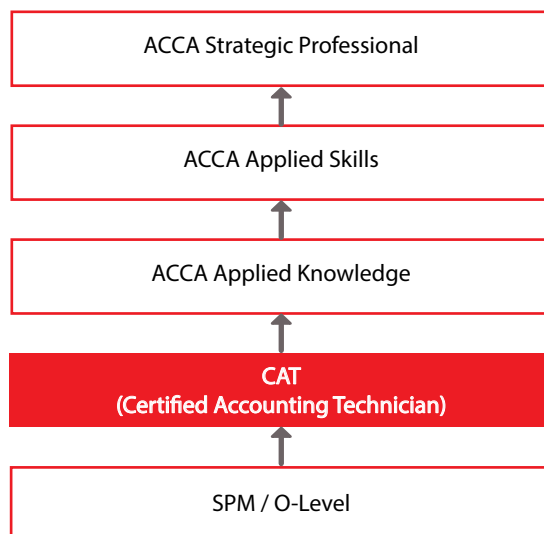 ACCA Strategic Professional
ACCA Applied Skills
ACCA Applied Knowledge
CAT
(Certified Accounting Technician)
SPM / O-Level